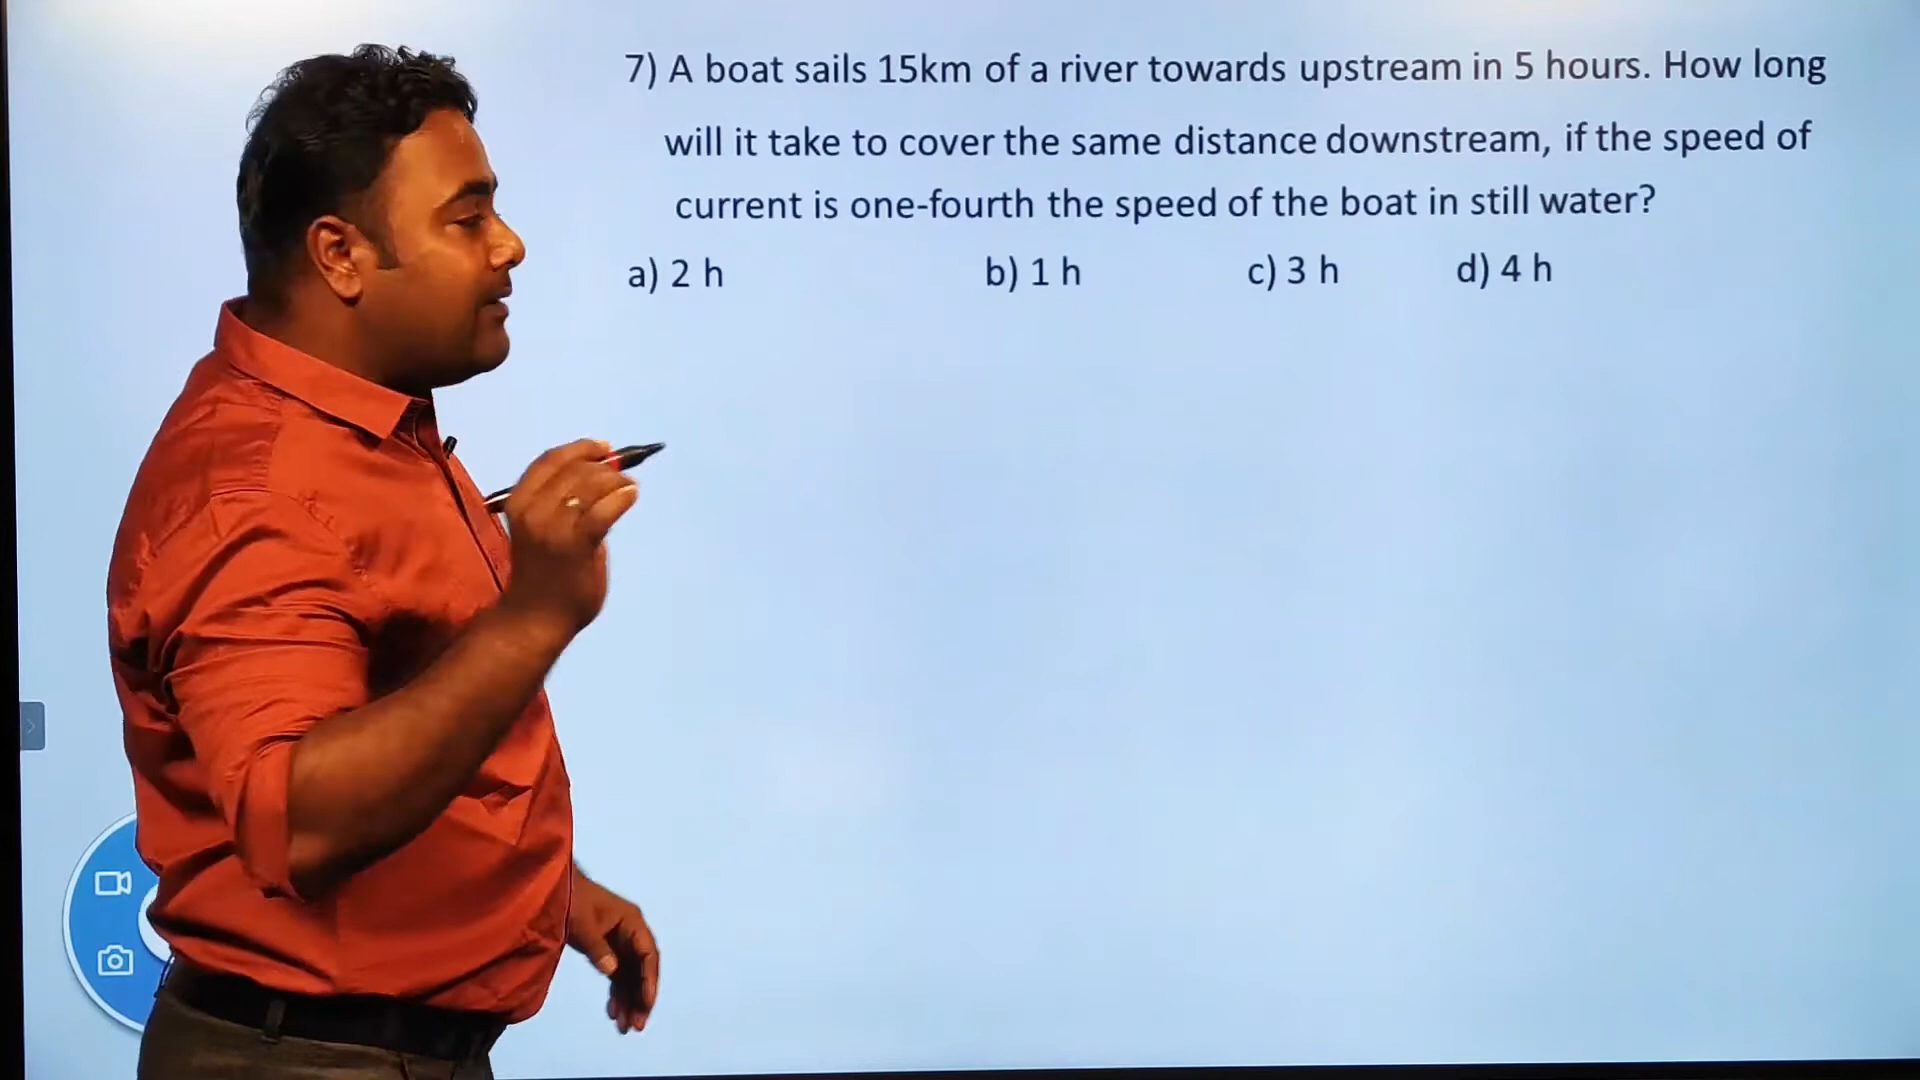 7) A boat sails 15km of a river towards upstream in 5 hours. How long
will it take to cover the same distance downstream, if the speed of
current is one-fourth the speed of the boat in still water?
a) 2 h b) 1 h c) 3 h d) 4 h